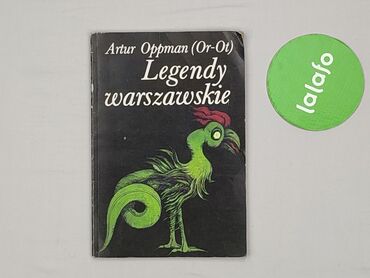 Artur Oppman (Or-Ot)
Legendy
warszawskie
lalafo